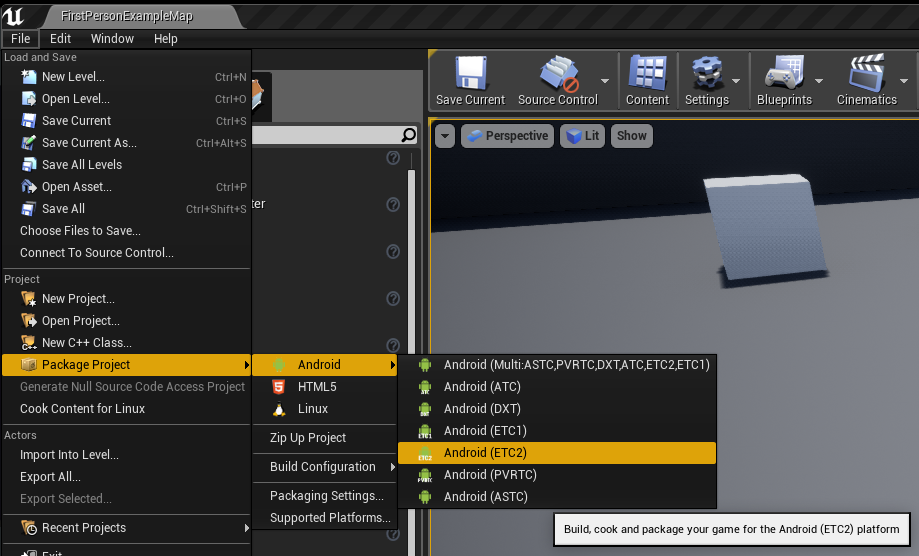 FirstPersonExampleMap
File Edit Window Help
Load and Save
New Level... Ctrl+N
Open Level... Ctrl+O
Save Current Ctrl+S
Save Current As... Ctrl+Alt+S
Save All Levels
Open Asset... Ctrl+P
Save All Ctrl+Shift+S
Choose Files to Save...
Connect To Source Control...
Project
New Project...
Open Project...
New C++ Class...
Package Project
Generate Null Source Code Access Project
Cook Content for Linux
Actors
Import Into Level...
Export All...
Export Selected...
Recent Projects
Exit
ter
Android
HTML5
Linux
Zip Up Project
Build Configuration
Packaging Settings...
Supported Platforms...
Save Current Source Control Content Settings Blueprints Cinematics
Perspective Lit Show
Android (Multi:ASTC,PVRTC,DXT,ATC,ETC2,ETC1)
Android (ATC)
Android (DXT)
Android (ETC1)
Android (ETC2)
Android (PVRTC)
Android (ASTC)
Build, cook and package your game for the Android (ETC2) platform